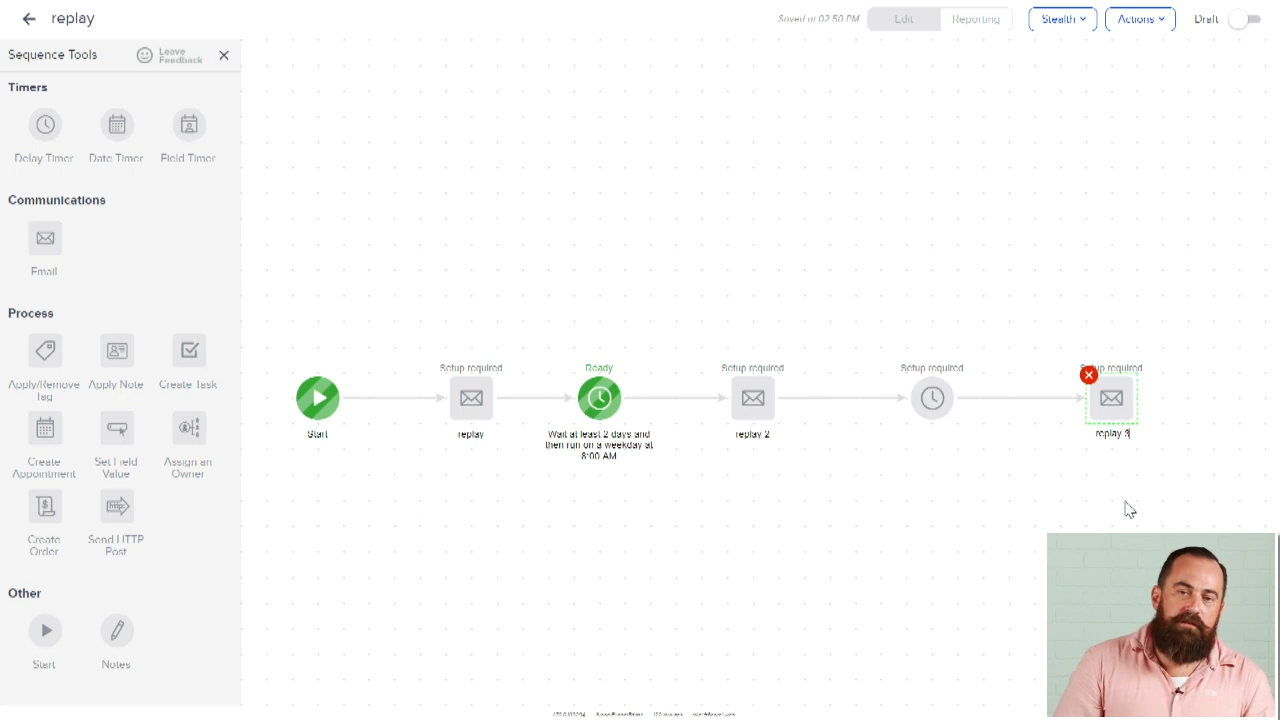 replay
Saved at 02:50 PM
Edit
Reporting
Stealth
Actions
Draft
Sequence Tools
Leave
Feedback
Timers
Delay Timer
Date Timer
Field Timer
Communications
Email
Process
Apply/Remove
Tag
Apply Note
Create Task
Create
Appointment
Set Field
Value
Assign an
Owner
Create
Order
http:
Send HTTP
Post
Other
Start
Notes
Start
Setup required
replay
Ready
Wait at least 2 days and
then run on a weekday at
8:00 AM
Setup required
replay 2
Setup required
Setup required
replay 3